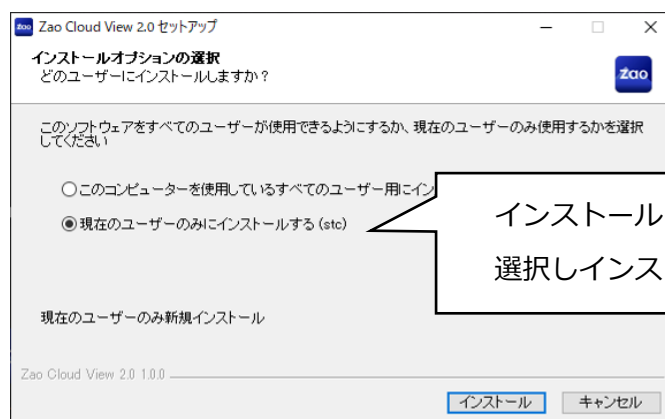 zao Zao Cloud View 2.0 セットアップ
インストールオプションの選択
どのユーザーにインストールしますか？
zao
このソフトウェアをすべてのユーザーが使用できるようにするか、現在のユーザーのみ使用するかを選択
してください
このコンピューターを使用しているすべてのユーザー用にイン
現在のユーザーのみにインストールする (stc)
インストール
選択しインス
現在のユーザーのみ新規インストール
Zao Cloud View 2.0 1.0.0
インストール キャンセル